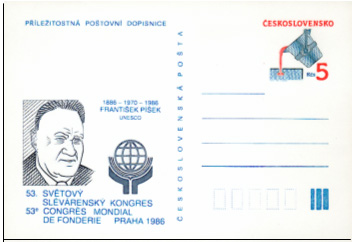 PŘÍLEŽITOSTNÁ POŠTOVNÍ DOPISNICE
ČESKOSLOVENSKO
Kčs 5
ČESKOSLOVENSKÁ POŠTA
1886 - 1970 - 1986
FRANTIŠEK PÍŠEK
UNESCO
53. SVĚTOVÝ
SLÉVÁRENSKÝ KONGRES
53e CONGRÈS MONDIAL
DE FONDERIE PRAHA 1986